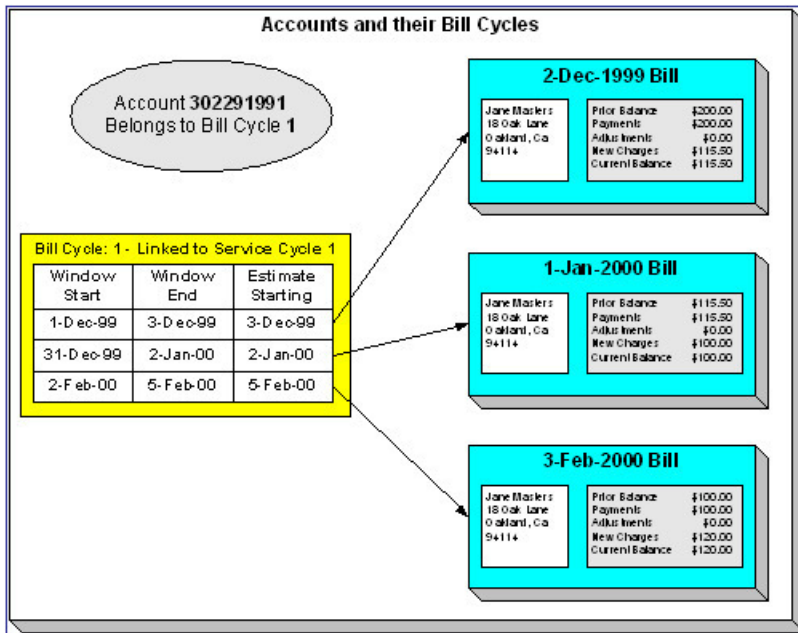 Accounts and their Bill Cycles
Account 302291991
Belongs to Bill Cycle 1
Bill Cycle: 1 - Linked to Service Cycle 1
Window Start Window End Estimate Starting
1-Dec-99 3-Dec-99 3-Dec-99
31-Dec-99 2-Jan-00 2-Jan-00
2-Feb-00 5-Feb-00 5-Feb-00
2-Dec-1999 Bill
Jane Masters
18 Oak Lane
Oakland, Ca
94114
Prior Balance $200.00
Payments $200.00
Adjustments $0.00
New Charges $115.50
Current Balance $115.50
1-Jan-2000 Bill
Jane Masters
18 Oak Lane
Oakland, Ca
94114
Prior Balance $115.50
Payments $115.50
Adjustments $0.00
New Charges $100.00
Current Balance $100.00
3-Feb-2000 Bill
Jane Masters
18 Oak Lane
Oakland, Ca
94114
Prior Balance $100.00
Payments $100.00
Adjustments $0.00
New Charges $120.00
Current Balance $120.00